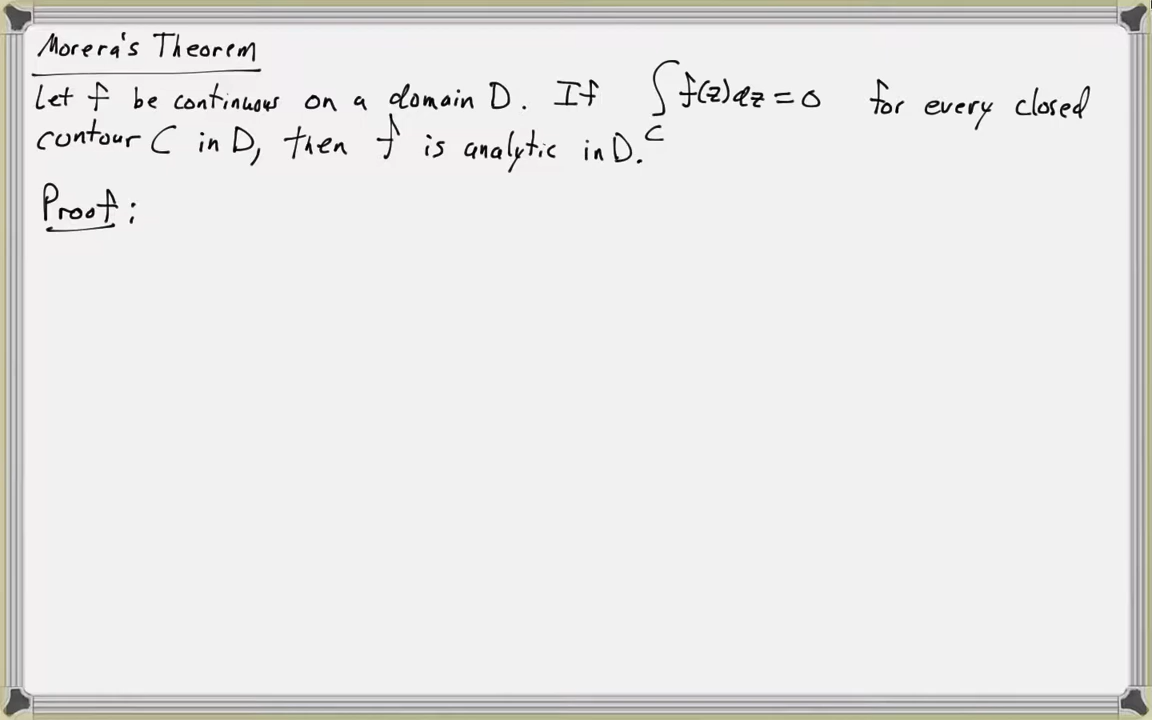 Morera's Theorem
Let f be continuous on a domain D. If ∫_C f(z)dz = 0 for every closed
contour C in D, then f is analytic in D.
Proof: